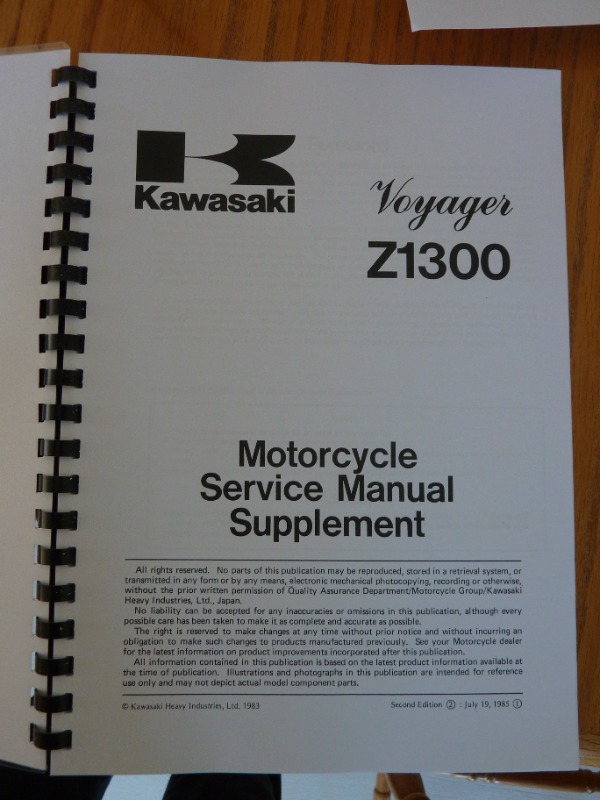 Kawasaki
Voyager
Z1300
Motorcycle
Service Manual
Supplement
All rights reserved. No parts of this publication may be reproduced, stored in a retrieval system, or
transmitted in any form or by any means, electronic mechanical photocopying, recording or otherwise,
without the prior written permission of Quality Assurance Department/Motorcycle Group/Kawasaki
Heavy Industries, Ltd., Japan.
No liability can be accepted for any inaccuracies or omissions in this publication, although every
possible care has been taken to make it as complete and accurate as possible.
The right is reserved to make changes at any time without prior notice and without incurring an
obligation to make such changes to products manufactured previously. See your Motorcycle dealer
for the latest information on product improvements incorporated after this publication.
All information contained in this publication is based on the latest product information available at
the time of publication. Illustrations and photographs in this publication are intended for reference
use only and may not depict actual model component parts.
© Kawasaki Heavy Industries, Ltd. 1983 Second Edition ② : July 19, 1985 ①